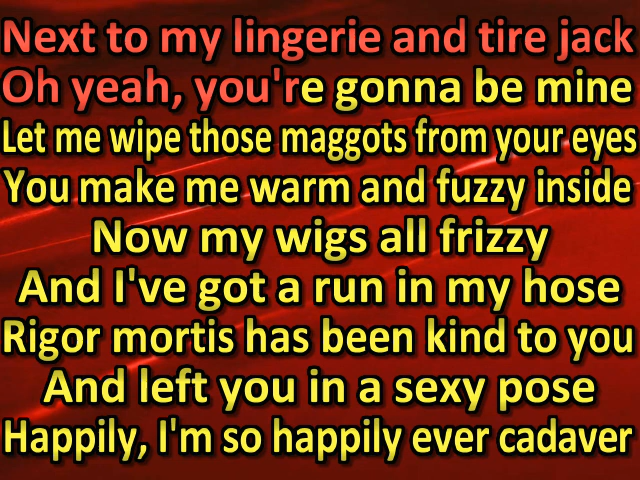 Next to my lingerie and tire jack
Oh yeah, you're gonna be mine
Let me wipe those maggots from your eyes
You make me warm and fuzzy inside
Now my wigs all frizzy
And I've got a run in my hose
Rigor mortis has been kind to you
And left you in a sexy pose
Happily, I'm so happily ever cadaver